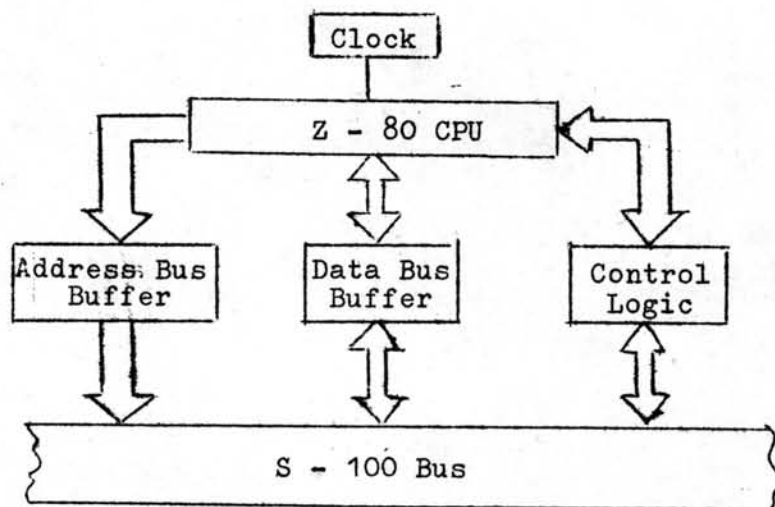 Clock
Z - 80 CPU
Address Bus
Buffer
Data Bus
Buffer
Control
Logic
S - 100 Bus